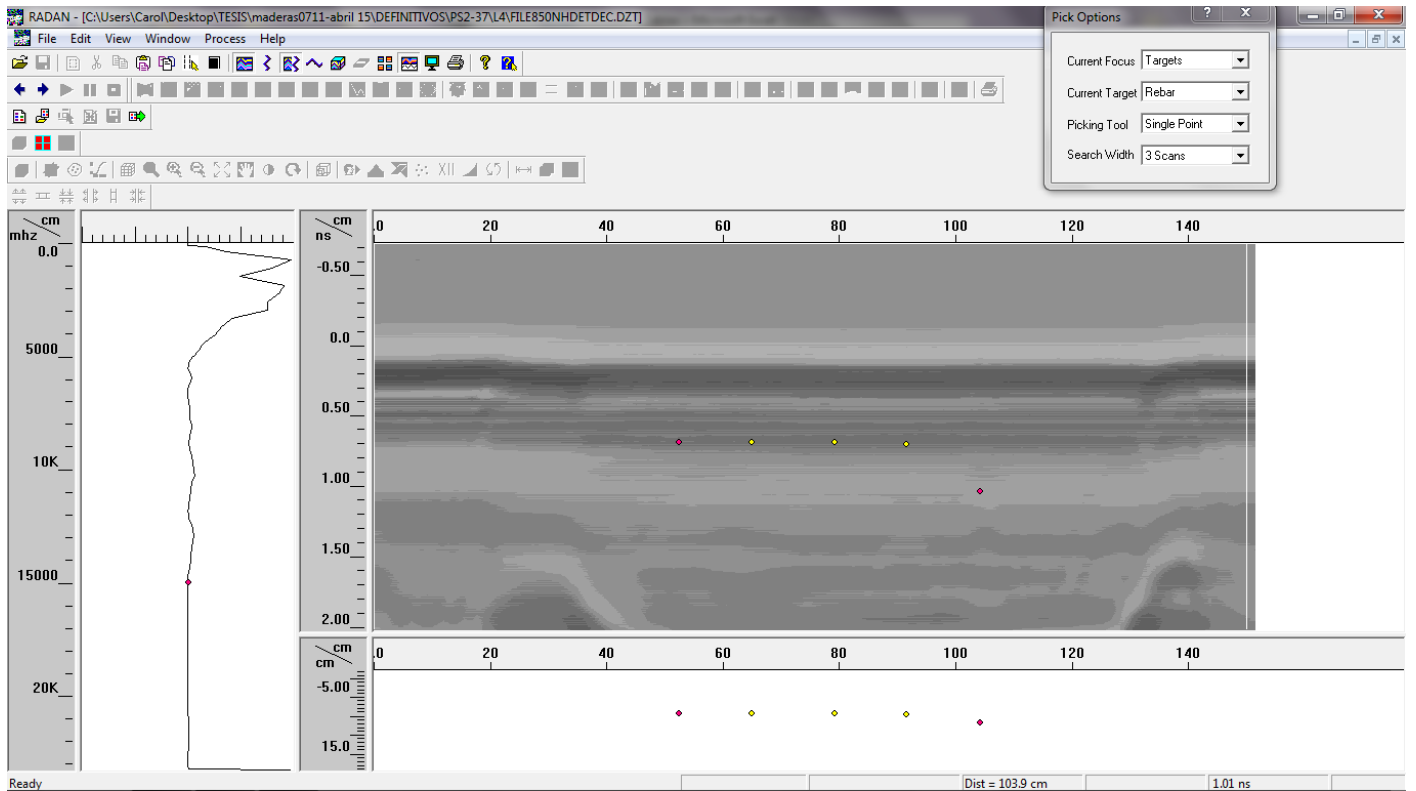 RADAN - [C:\Users\Carol\Desktop\TESIS\maderas0711-abril 15\DEFINITIVOS\PS2-37\L4\FILE850NHDETDEC.DZT]
File Edit View Window Process Help
Pick Options
Current Focus Targets
Current Target Rebar
Picking Tool Single Point
Search Width 3 Scans
XII
cm
mhz
0.0
5000
10K
15000
20K
cm
ns
.0 20 40 60 80 100 120 140
-0.50
0.0
0.50
1.00
1.50
2.00
cm
cm
.0 20 40 60 80 100 120 140
-5.00
15.0
Ready
Dist = 103.9 cm
1.01 ns